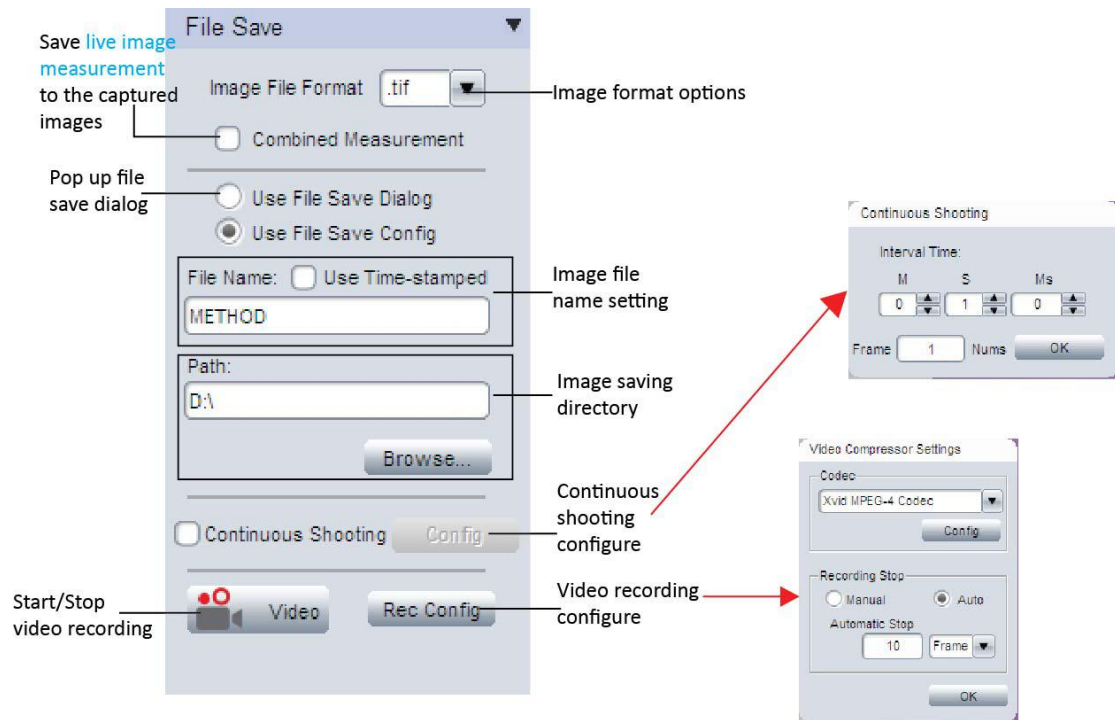 File Save
Save live image
measurement
to the captured
images
Image File Format
.tif
Image format options
Combined Measurement
Pop up file
save dialog
Use File Save Dialog
Use File Save Config
File Name:
Use Time-stamped
METHOD
Image file
name setting
Path:
D:\
Browse...
Image saving
directory
Continuous Shooting
Config
Continuous
shooting
configure
Start/Stop
video recording
Video
Rec Config
Video recording
configure
Continuous Shooting
Interval Time:
M S Ms
0 1 0
Frame 1 Nums OK
Video Compressor Settings
Codec
Xvid MPEG-4 Codec
Config
Recording Stop
Manual Auto
Automatic Stop
10 Frame
OK